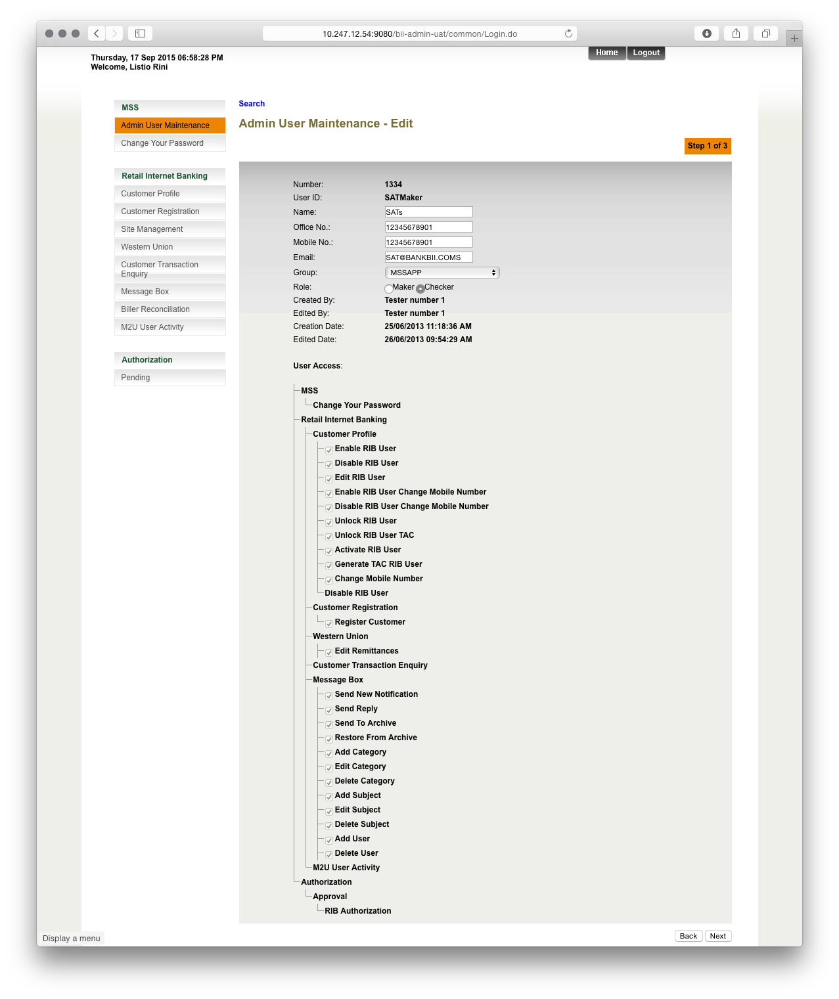 10.247.12.54:9080/bii-admin-uat/common/Login.do
Thursday, 17 Sep 2015 06:58:28 PM
Welcome, Listio Rini
Home
Logout
MSS
Admin User Maintenance
Change Your Password
Retail Internet Banking
Customer Profile
Customer Registration
Site Management
Western Union
Customer Transaction
Enquiry
Message Box
Biller Reconciliation
M2U User Activity
Authorization
Pending
Search
Admin User Maintenance - Edit
Step 1 of 3
Number: 1334
User ID: SATMaker
Name: SATs
Office No.: 12345678901
Mobile No.: 12345678901
Email: SAT@BANKBII.COMS
Group: MSSAPP
Role: Maker Checker
Created By: Tester number 1
Edited By: Tester number 1
Creation Date: 25/06/2013 11:18:36 AM
Edited Date: 26/06/2013 09:54:29 AM
User Access:
MSS
Change Your Password
Retail Internet Banking
Customer Profile
Enable RIB User
Disable RIB User
Edit RIB User
Enable RIB User Change Mobile Number
Disable RIB User Change Mobile Number
Unlock RIB User
Unlock RIB User TAC
Activate RIB User
Generate TAC RIB User
Change Mobile Number
Disable RIB User
Customer Registration
Register Customer
Western Union
Edit Remittances
Customer Transaction Enquiry
Message Box
Send New Notification
Send Reply
Send To Archive
Restore From Archive
Add Category
Edit Category
Delete Category
Add Subject
Edit Subject
Delete Subject
Add User
Delete User
M2U User Activity
Authorization
Approval
RIB Authorization
Back
Next
Display a menu